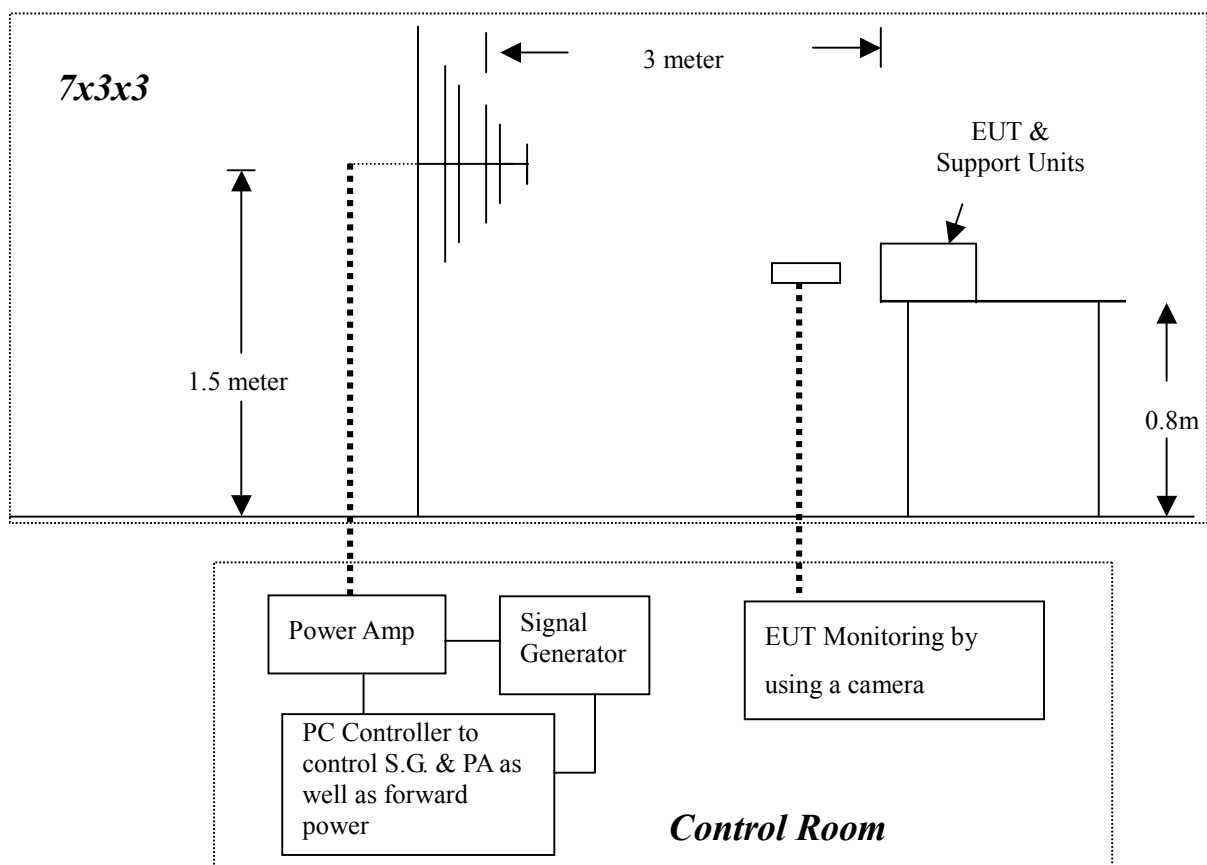 7x3x3
3 meter
EUT &
Support Units
1.5 meter
0.8m
Power Amp
Signal
Generator
EUT Monitoring by
using a camera
PC Controller to
control S.G. & PA as
well as forward
power
Control Room